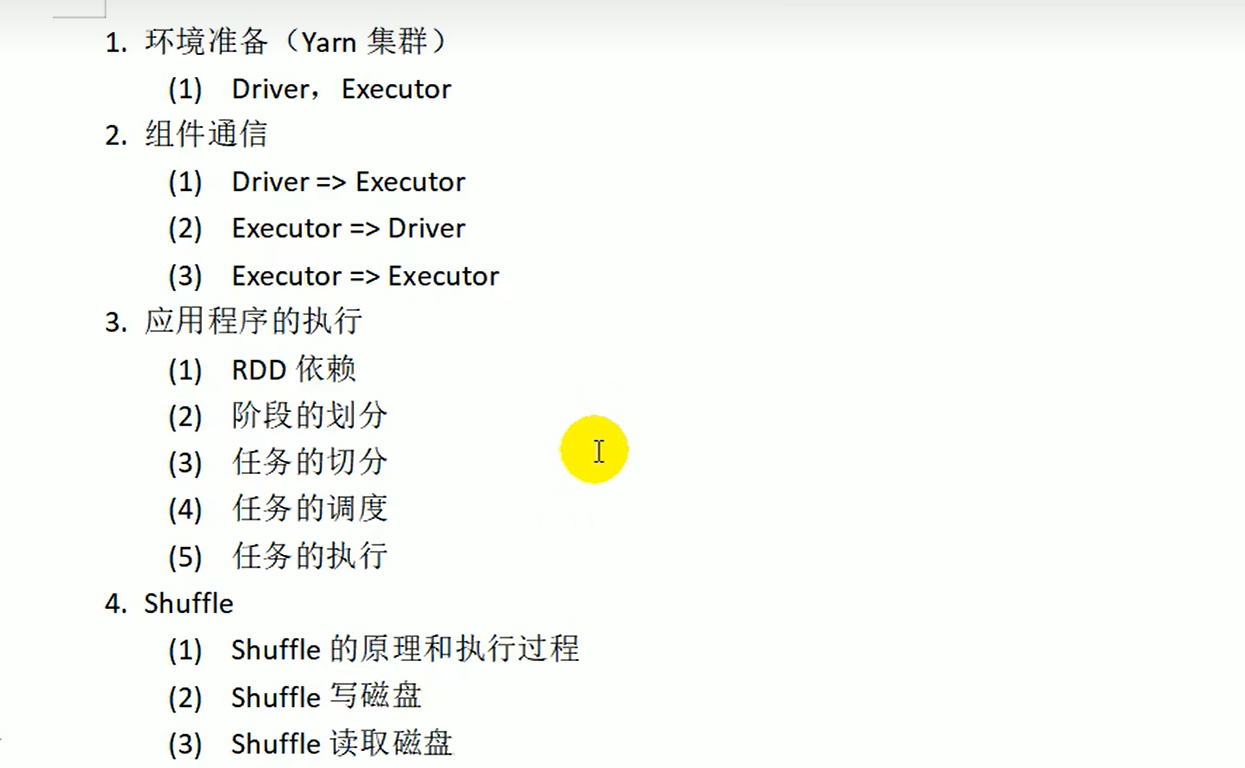 1. 环境准备（Yarn 集群）
(1) Driver，Executor
2. 组件通信
(1) Driver => Executor
(2) Executor => Driver
(3) Executor => Executor
3. 应用程序的执行
(1) RDD 依赖
(2) 阶段的划分
(3) 任务的切分
(4) 任务的调度
(5) 任务的执行
4. Shuffle
(1) Shuffle 的原理和执行过程
(2) Shuffle 写磁盘
(3) Shuffle 读取磁盘